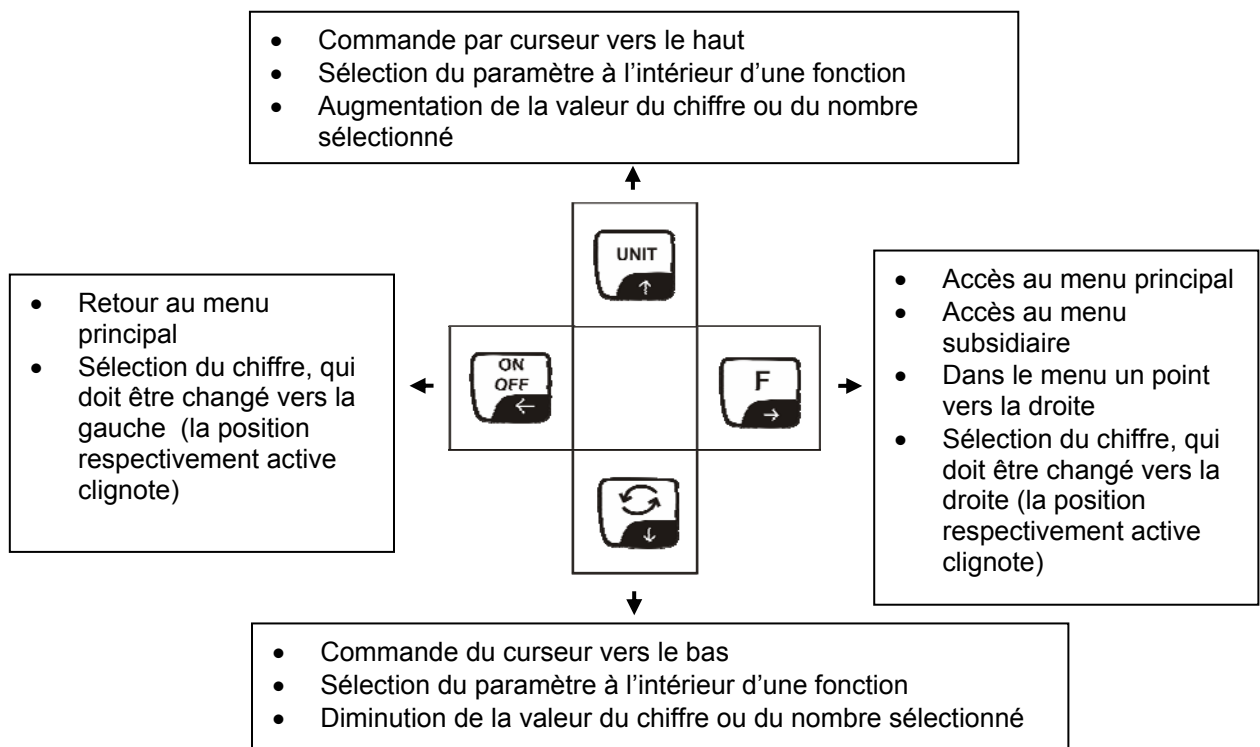 • Commande par curseur vers le haut
• Sélection du paramètre à l’intérieur d’une fonction
• Augmentation de la valeur du chiffre ou du nombre
sélectionné
UNIT
↑
• Retour au menu
principal
• Sélection du chiffre, qui
doit être changé vers la
gauche (la position
respectivement active
clignote)
ON
OFF
←
F
→
• Accès au menu principal
• Accès au menu
subsidiaire
• Dans le menu un point
vers la droite
• Sélection du chiffre, qui
doit être changé vers la
droite (la position
respectivement active
clignote)
↓
• Commande du curseur vers le bas
• Sélection du paramètre à l’intérieur d’une fonction
• Diminution de la valeur du chiffre ou du nombre sélectionné